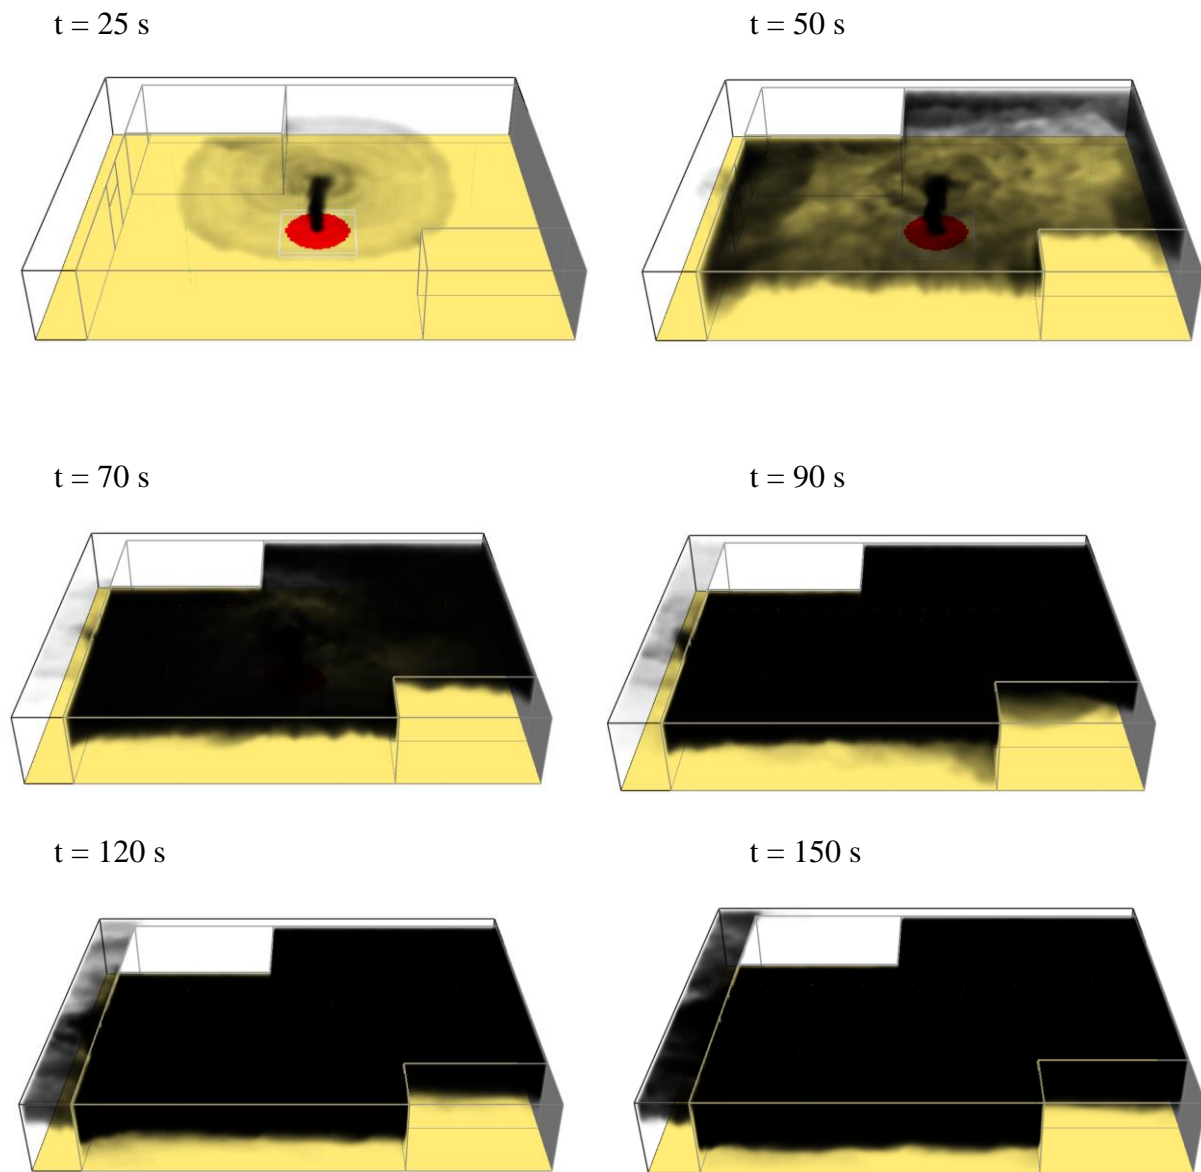 t = 25 s
t = 50 s
t = 70 s
t = 90 s
t = 120 s
t = 150 s